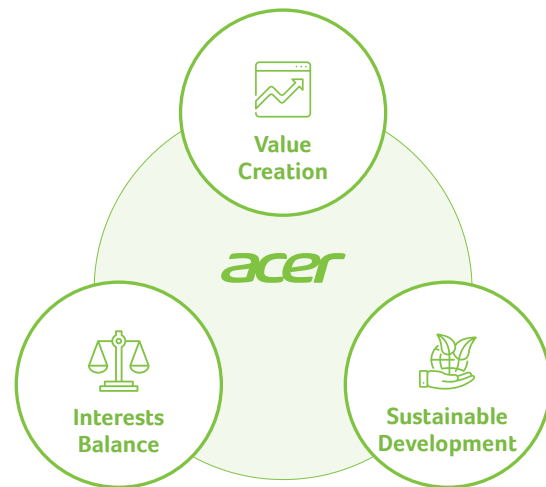 Value
Creation
acer
Interests
Balance
Sustainable
Development